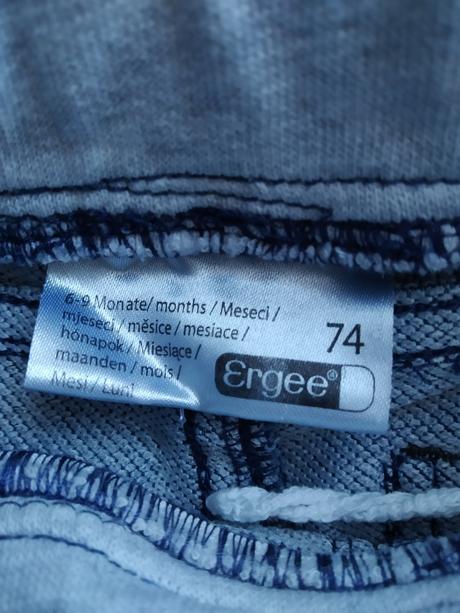 6-9 Monate/ months / Meseci /
mjeseci / měsíce / mesiace /
hónapok / Miesiące /
maanden / mois /
Mesi / Luni
74
Ergee®